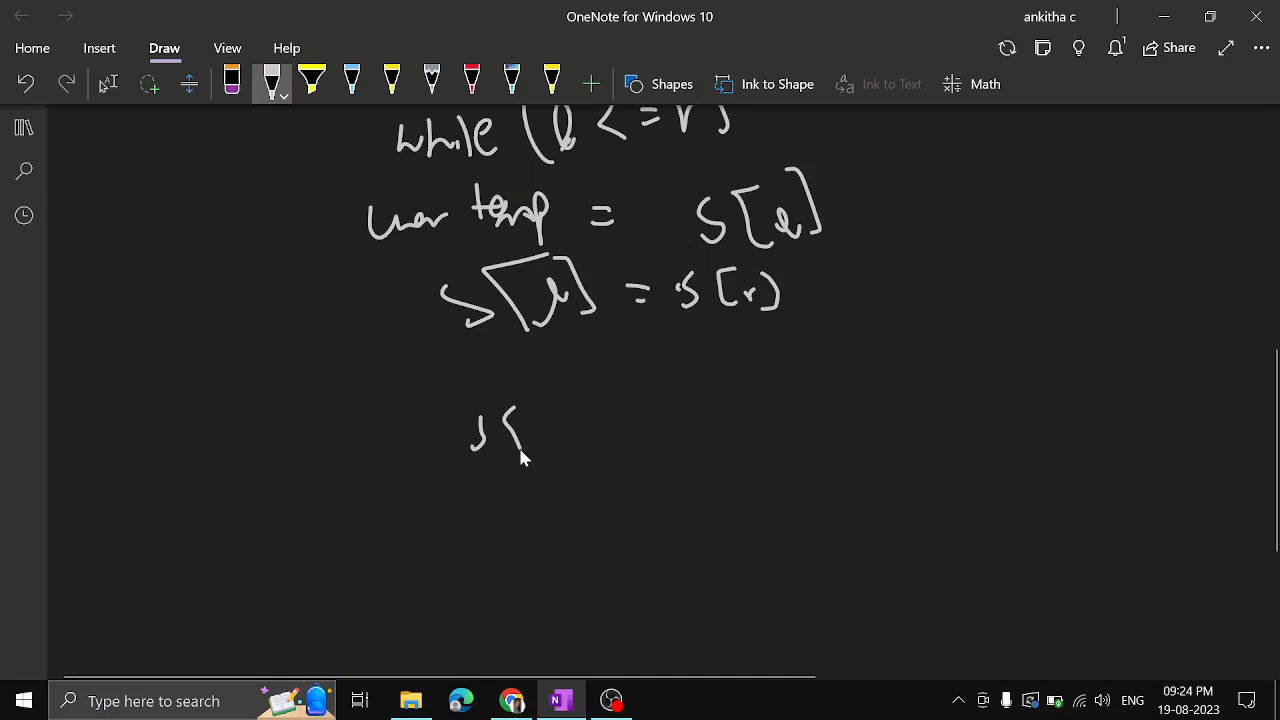 OneNote for Windows 10
ankitha c
Home Insert Draw View Help
Share
Shapes Ink to Shape Ink to Text Math
while (l <= r)
temp = S[l]
S[l] = S[r)
Type here to search
ENG
09:24 PM
19-08-2023